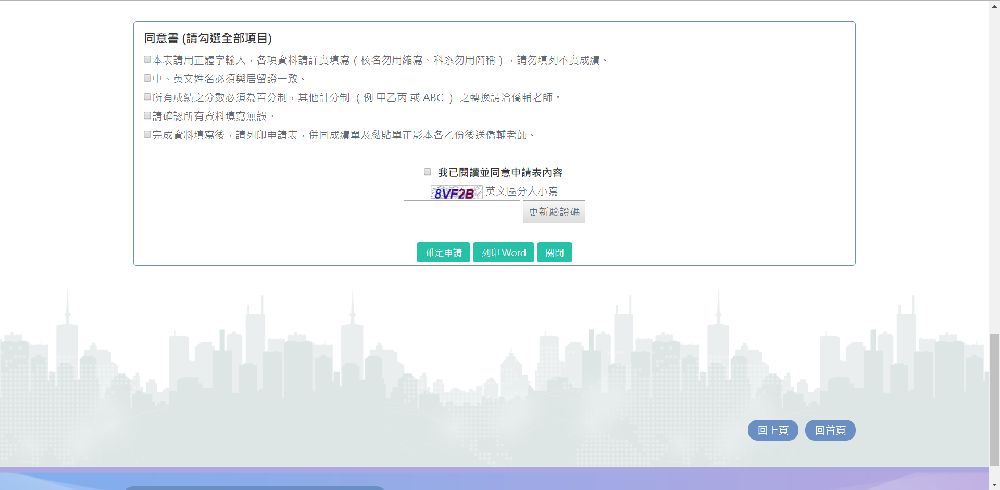 同意書 (請勾選全部項目)
本表請用正體字輸入，各項資料請詳實填寫（校名勿用縮寫、科系勿用簡稱），請勿填列不實成績。
中、英文姓名必須與居留證一致。
所有成績之分數必須為百分制，其他計分制 （例 甲乙丙 或 ABC ） 之轉換請洽僑輔老師。
請確認所有資料填寫無誤。
完成資料填寫後，請列印申請表，併同成績單及黏貼單正影本各乙份後送僑輔老師。
我已閱讀並同意申請表內容
8VF2B 英文區分大小寫
更新驗證碼
確定申請 列印 Word 關閉
回上頁 回首頁